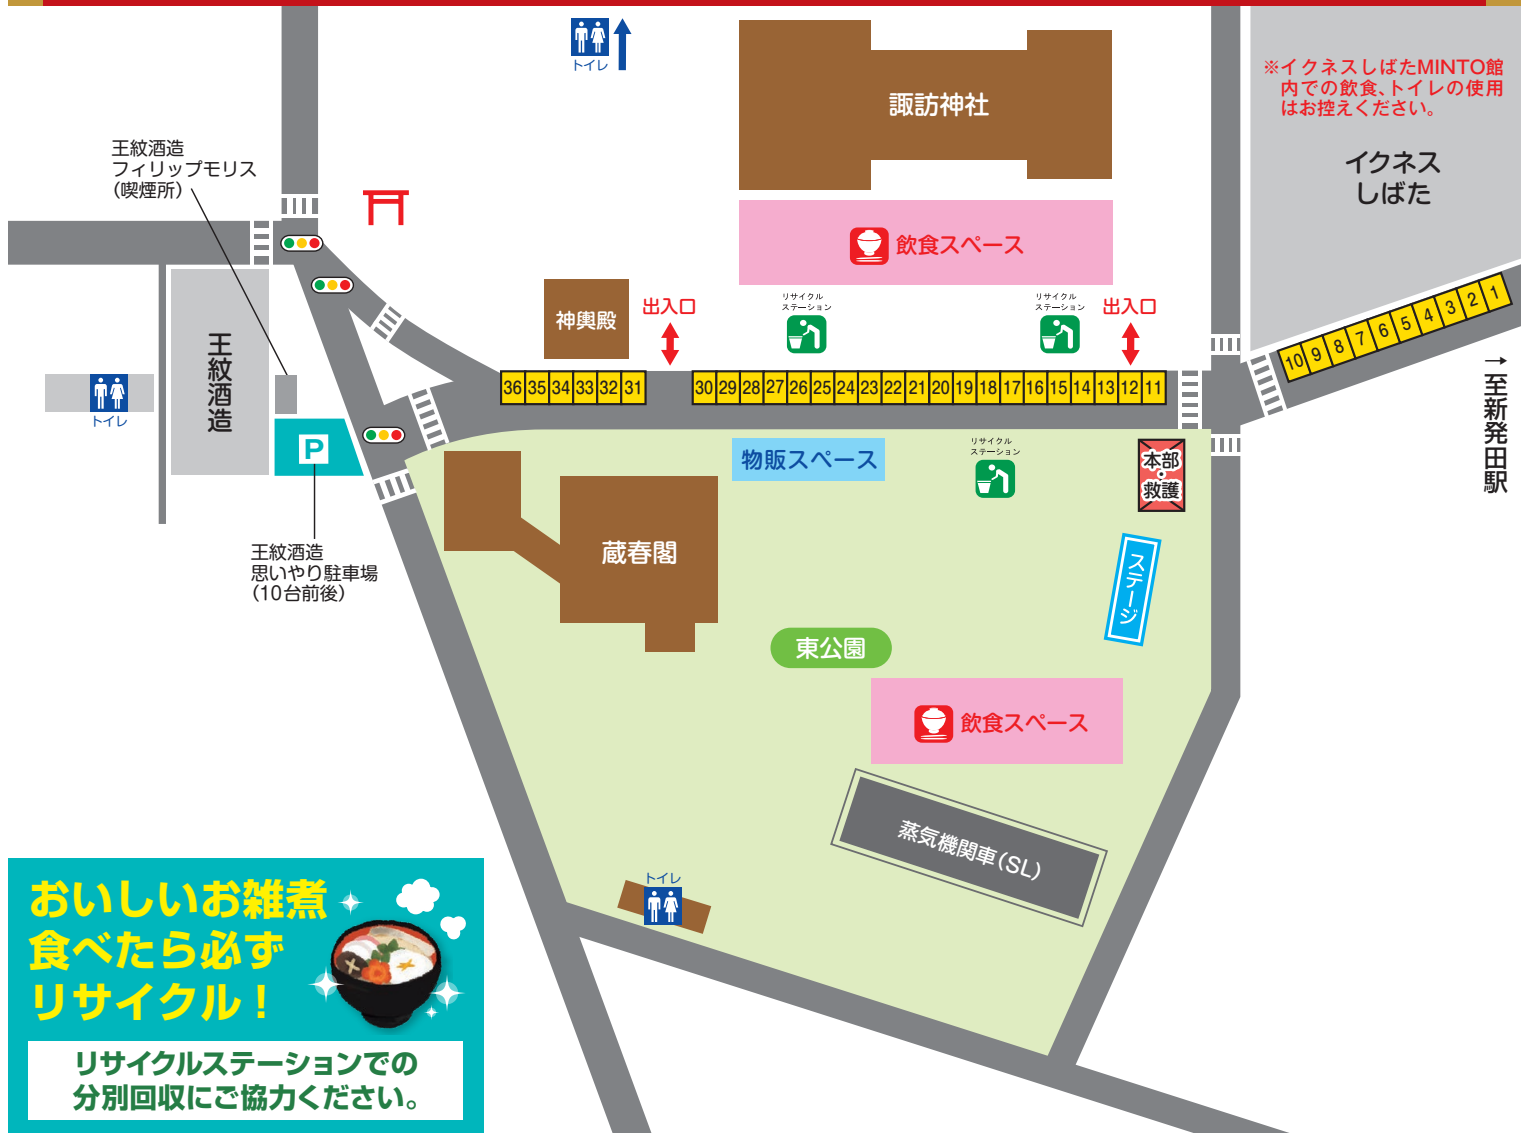 トイレ
諏訪神社
※イクネスしばたMINTO館
内での飲食、トイレの使用
はお控えください。
イクネス
しばた
王紋酒造
フィリップモリス
（喫煙所）
飲食スペース
神輿殿
出入口
リサイクル
ステーション
リサイクル
ステーション
出入口
10 9 8 7 6 5 4 3 2 1
36 35 34 33 32 31
30 29 28 27 26 25 24 23 22 21 20 19 18 17 16 15 14 13 12 11
→至新発田駅
王紋酒造
トイレ
P
物販スペース
リサイクル
ステーション
本部
・
救護
蔵春閣
ステージ
王紋酒造
思いやり駐車場
（10台前後）
東公園
飲食スペース
蒸気機関車（SL）
トイレ
おいしいお雑煮
食べたら必ず
リサイクル！
リサイクルステーションでの
分別回収にご協力ください。